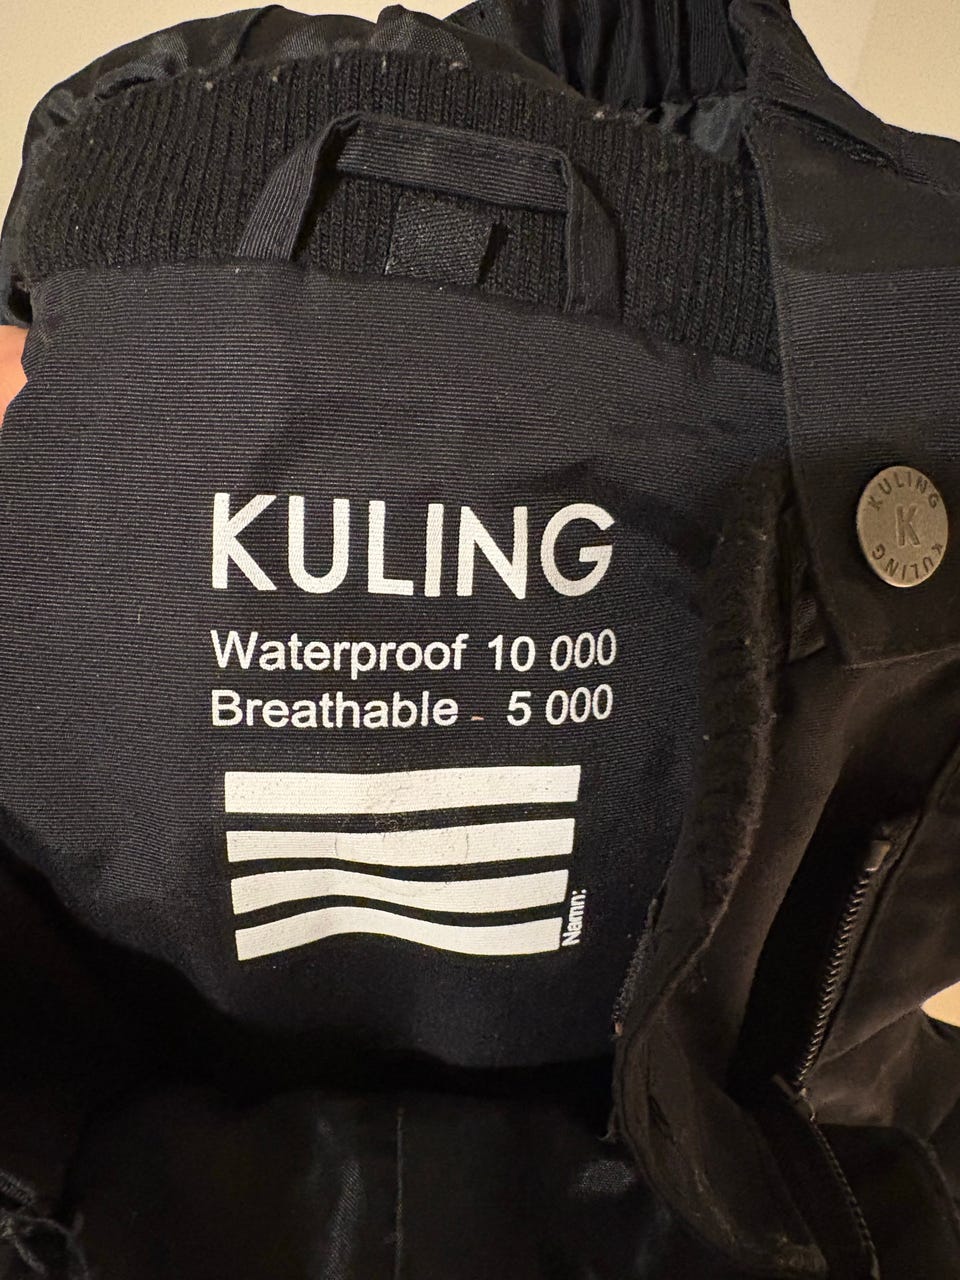 KULING
Waterproof 10 000
Breathable 5 000
Namn:
KULING
K
KULING